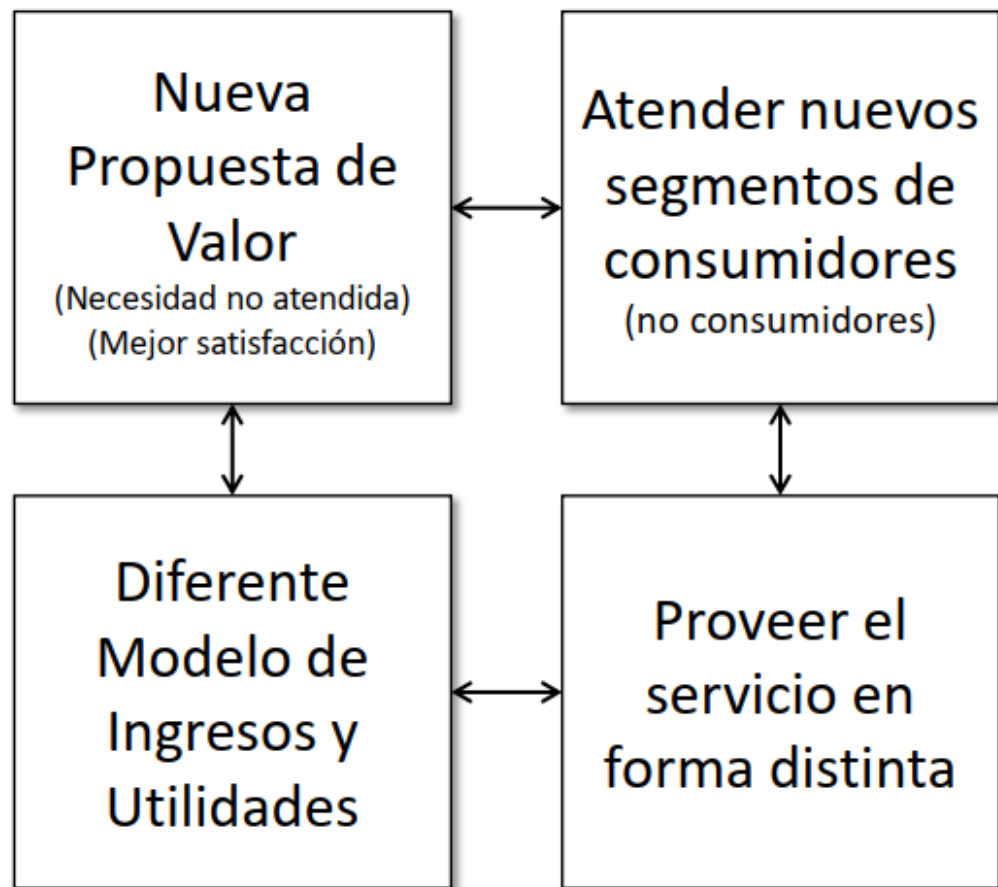 Nueva
Propuesta de
Valor
(Necesidad no atendida)
(Mejor satisfacción)
Atender nuevos
segmentos de
consumidores
(no consumidores)
Diferente
Modelo de
Ingresos y
Utilidades
Proveer el
servicio en
forma distinta